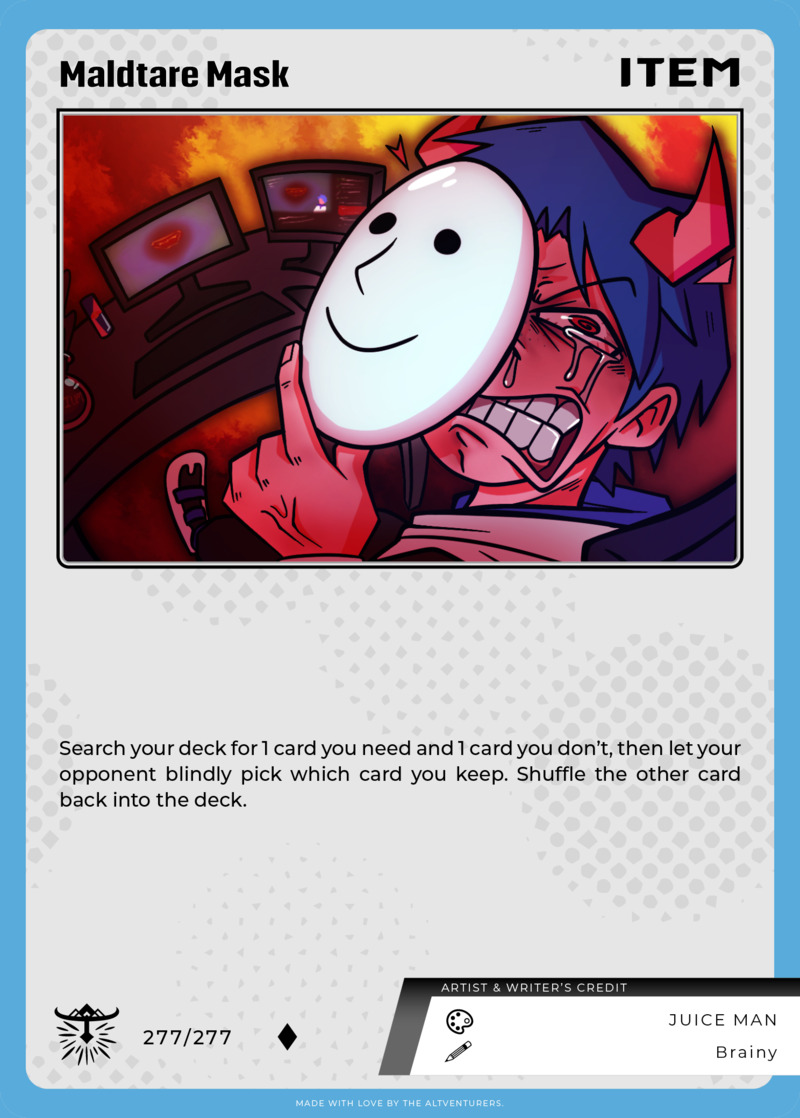 Maldtare Mask
ITEM
Search your deck for 1 card you need and 1 card you don't, then let your
opponent blindly pick which card you keep. Shuffle the other card
back into the deck.
ARTIST & WRITER'S CREDIT
JUICE MAN
277/277
Brainy
MADE WITH LOVE BY THE ALTVENTURERS.